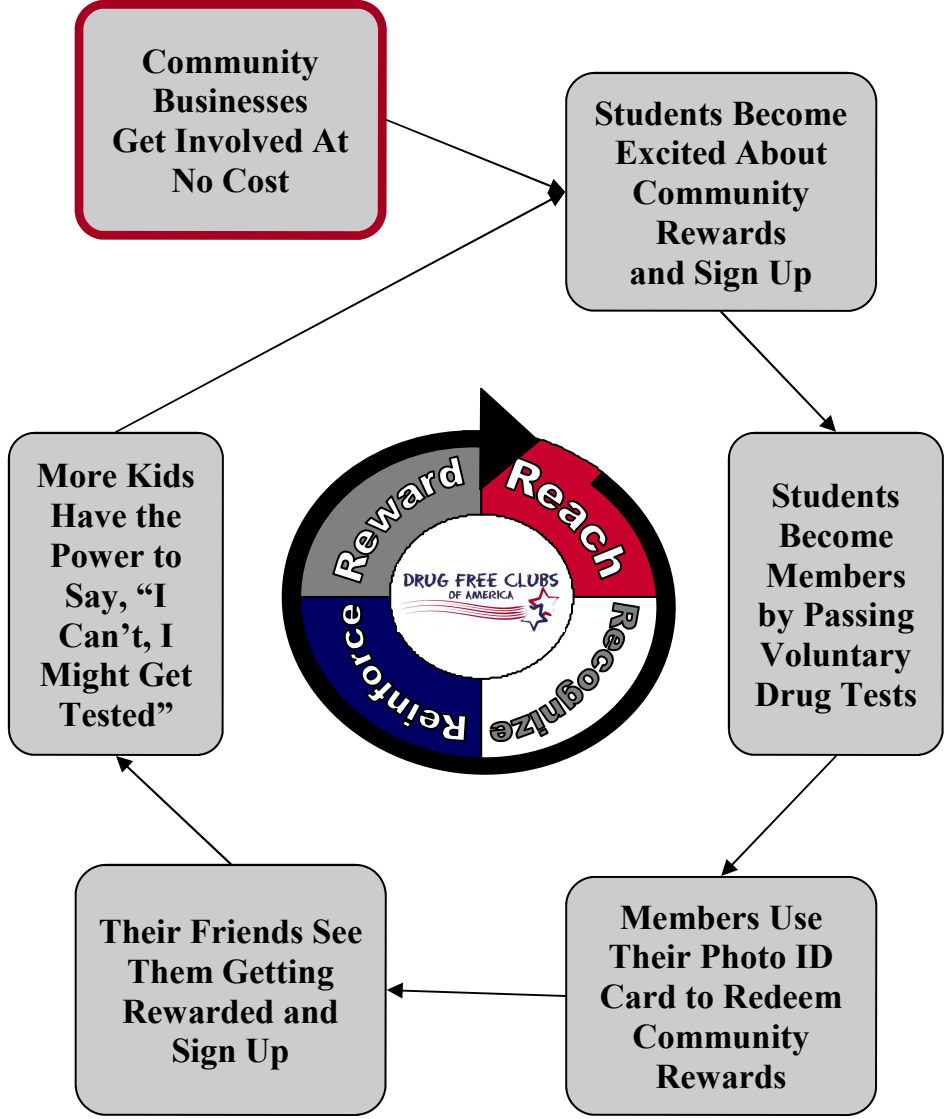 Community
Businesses
Get Involved At
No Cost
Students Become
Excited About
Community
Rewards
and Sign Up
Students
Become
Members
by Passing
Voluntary
Drug Tests
Members Use
Their Photo ID
Card to Redeem
Community
Rewards
Their Friends See
Them Getting
Rewarded and
Sign Up
More Kids
Have the
Power to
Say, “I
Can’t, I
Might Get
Tested”
Reach
Recognize
Reinforce
Reward
DRUG FREE CLUBS
OF AMERICA